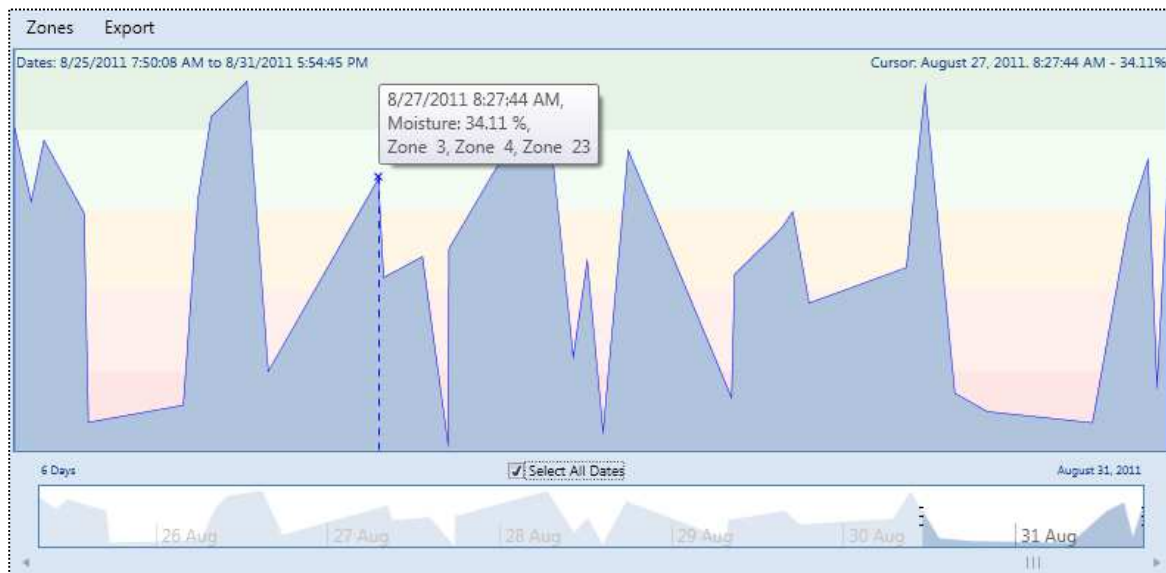 Zones Export
Dates: 8/25/2011 7:50:08 AM to 8/31/2011 5:54:45 PM
Cursor: August 27, 2011, 8:27:44 AM - 34.11%
8/27/2011 8:27:44 AM,
Moisture: 34.11 %,
Zone 3, Zone 4, Zone 23
6 Days
Select All Dates
August 31, 2011
26 Aug 27 Aug 28 Aug 29 Aug 30 Aug 31 Aug